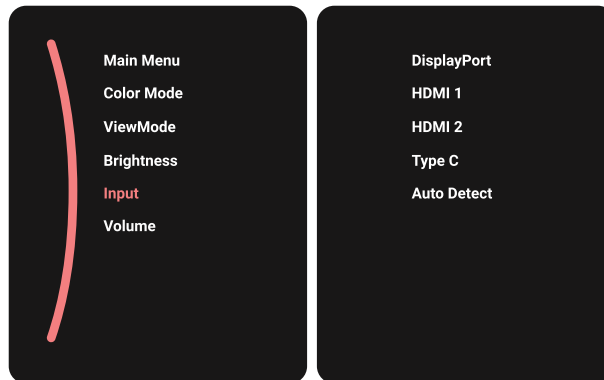 Main Menu
Color Mode
ViewMode
Brightness
Input
Volume
DisplayPort
HDMI 1
HDMI 2
Type C
Auto Detect